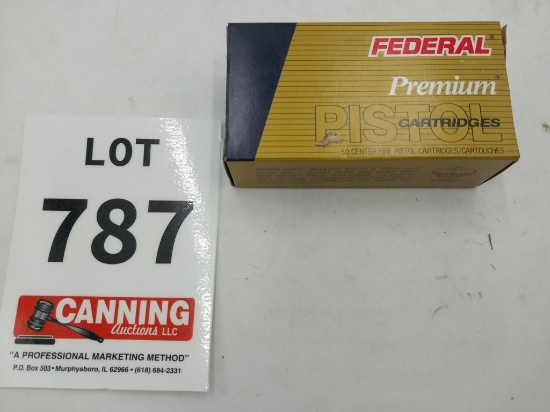 LOT
787
CANNING
Auctions LLC
"A PROFESSIONAL MARKETING METHOD"
P.O. Box 503 • Murphysboro, IL 62966 • (618) 684-2331
FEDERAL®
Premium®
PISTOL
CARTRIDGES
50 CENTER FIRE PISTOL CARTRIDGES/CARTOUCHES